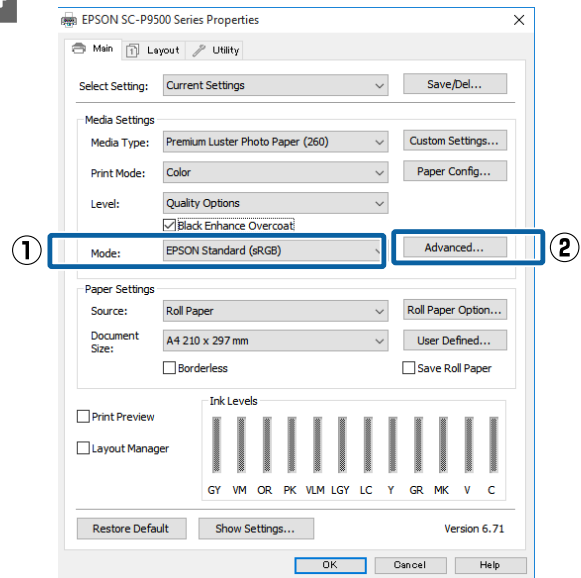 EPSON SC-P9500 Series Properties
Main Layout Utility
Select Setting: Current Settings Save/Del...
Media Settings
Media Type: Premium Luster Photo Paper (260) Custom Settings...
Print Mode: Color Paper Config...
Level: Quality Options
Black Enhance Overcoat
① Mode: EPSON Standard (sRGB) Advanced... ②
Paper Settings
Source: Roll Paper Roll Paper Option...
Document Size: A4 210 x 297 mm User Defined...
Borderless Save Roll Paper
Ink Levels
Print Preview
Layout Manager
GY VM OR PK VLM LGY LC Y GR MK V C
Restore Default Show Settings... Version 6.71
OK Cancel Help